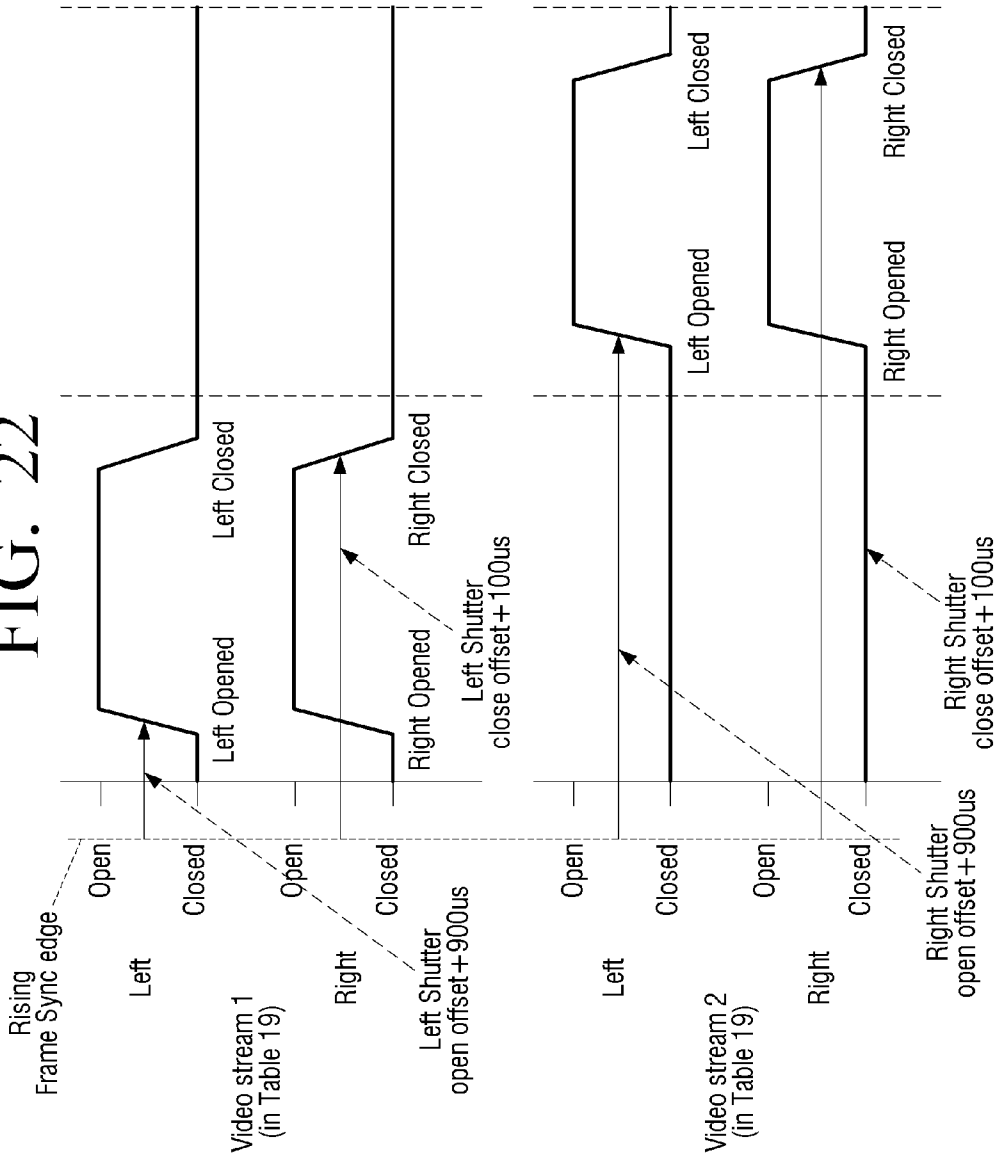 FIG. 22
Rising
Frame Sync edge
Left
Open
Closed
Left Opened
Left Closed
Video stream 1
(in Table 19)
Right
Open
Closed
Right Opened
Right Closed
Left Shutter
open offset+900us
Left Shutter
close offset+100us
Left
Left Opened
Left Closed
Video stream 2
(in Table 19)
Right
Right Opened
Right Closed
Open
Closed
Open
Closed
Right Shutter
open offset+900us
Right Shutter
close offset+100us